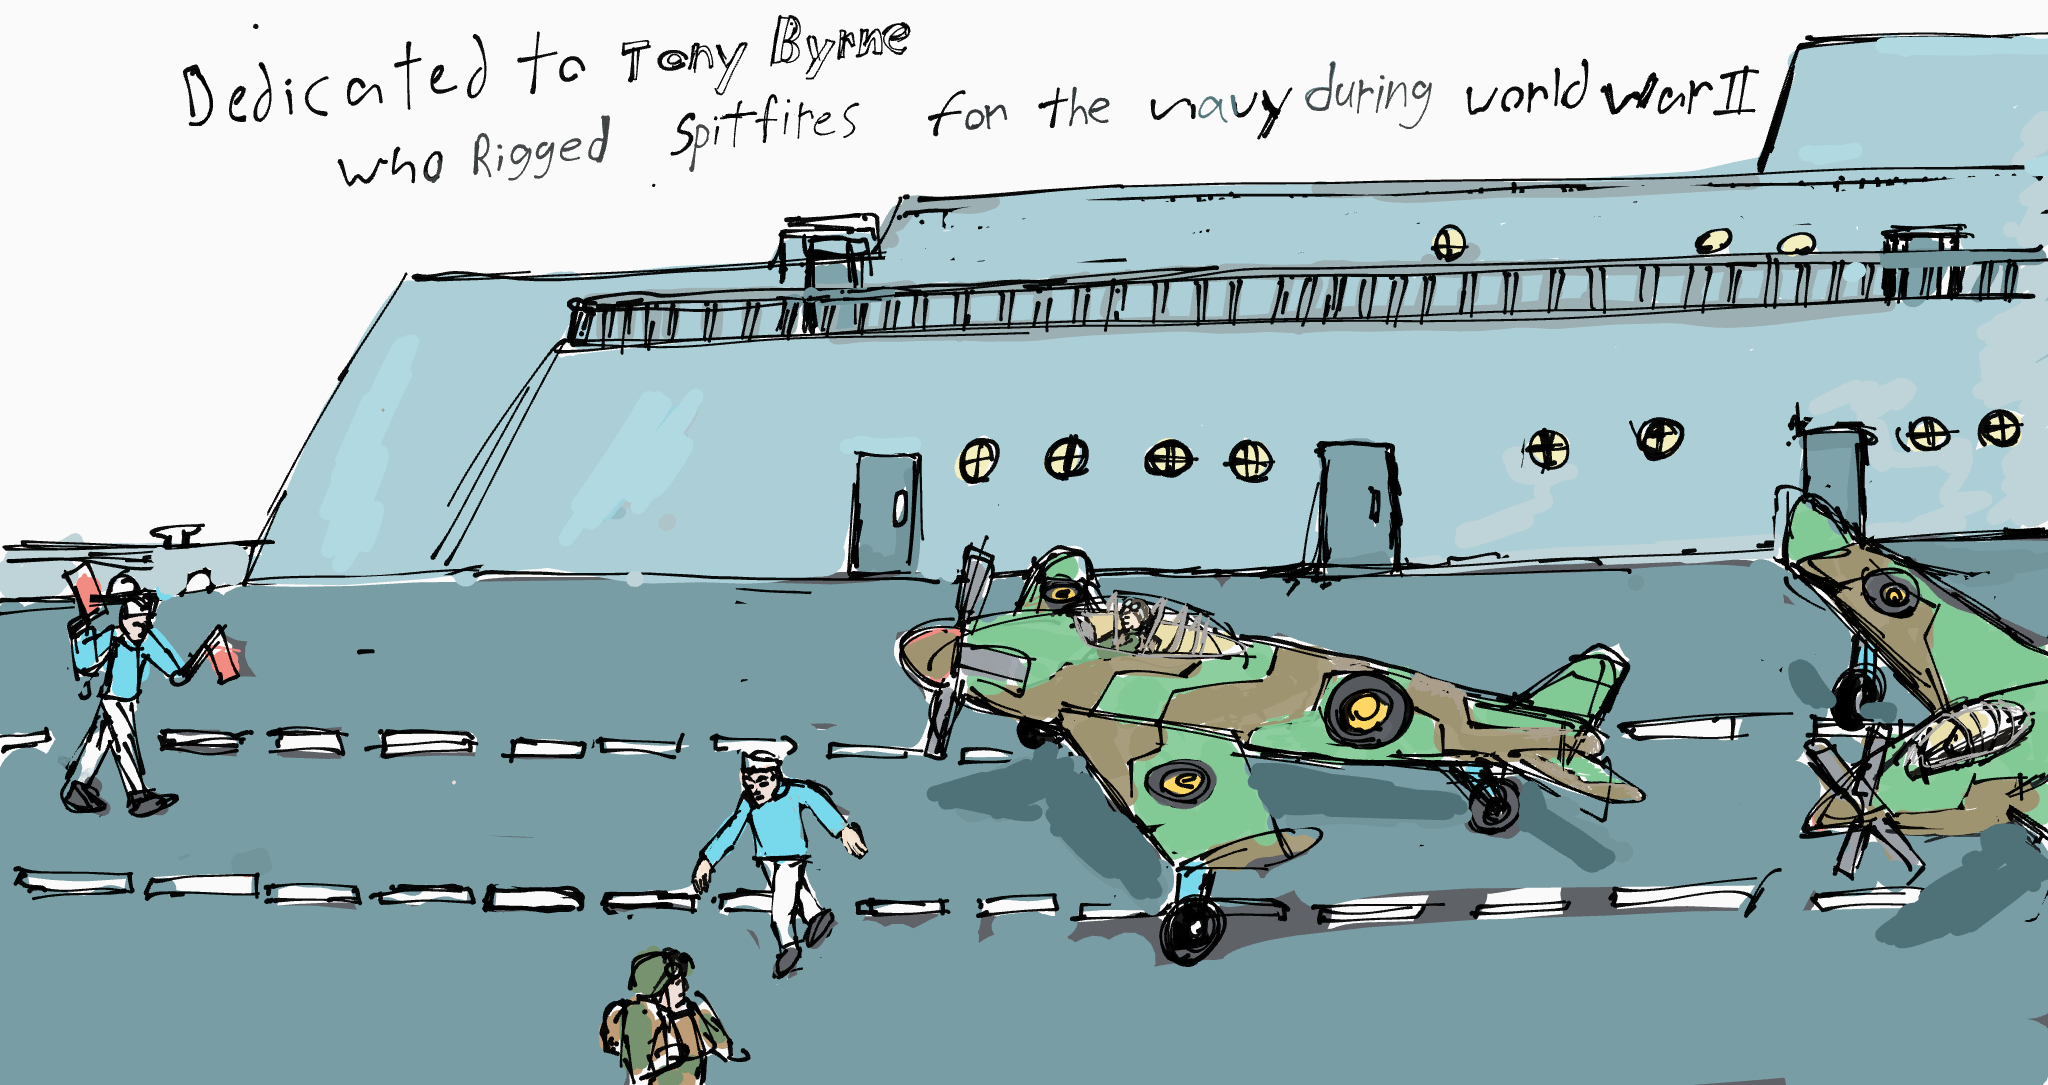 Dedicated to Tony Byrne
who Rigged Spitfires for the navy during world war II